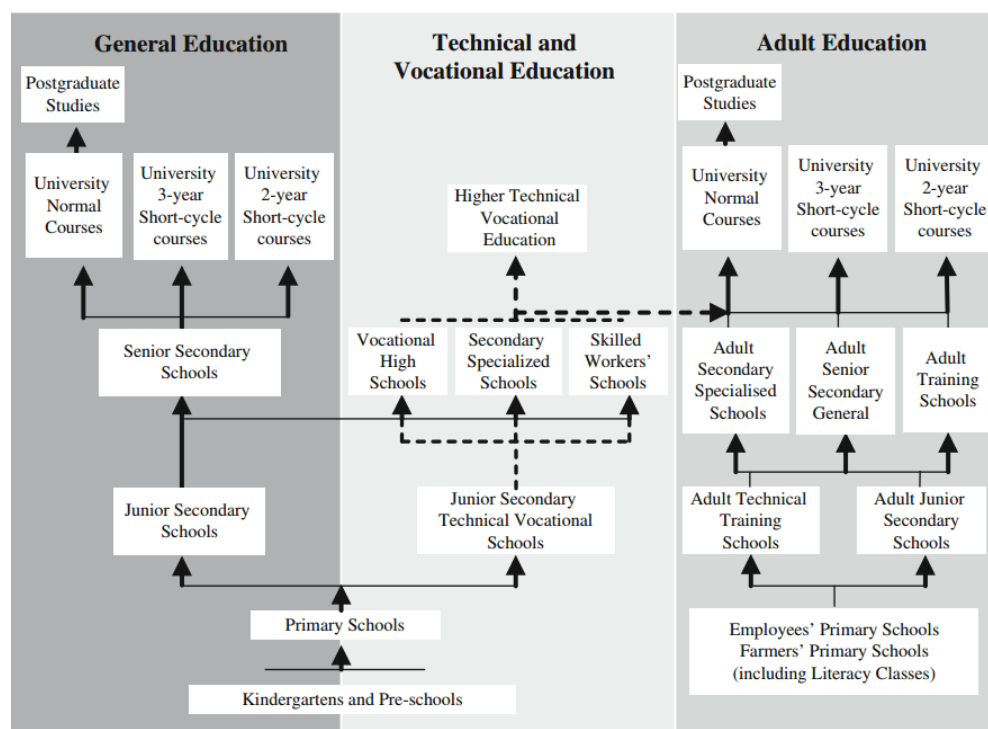 General Education
Technical and
Vocational Education
Adult Education
Postgraduate
Studies
University
Normal
Courses
University
3-year
Short-cycle
courses
University
2-year
Short-cycle
courses
Senior Secondary
Schools
Junior Secondary
Schools
Higher Technical
Vocational
Education
Vocational
High
Schools
Secondary
Specialized
Schools
Skilled
Workers'
Schools
Junior Secondary
Technical Vocational
Schools
Primary Schools
Kindergartens and Pre-schools
Postgraduate
Studies
University
Normal
Courses
University
3-year
Short-cycle
courses
University
2-year
Short-cycle
courses
Adult
Secondary
Specialised
Schools
Adult
Senior
Secondary
General
Adult
Training
Schools
Adult Technical
Training
Schools
Adult Junior
Secondary
Schools
Employees' Primary Schools
Farmers' Primary Schools
(including Literacy Classes)